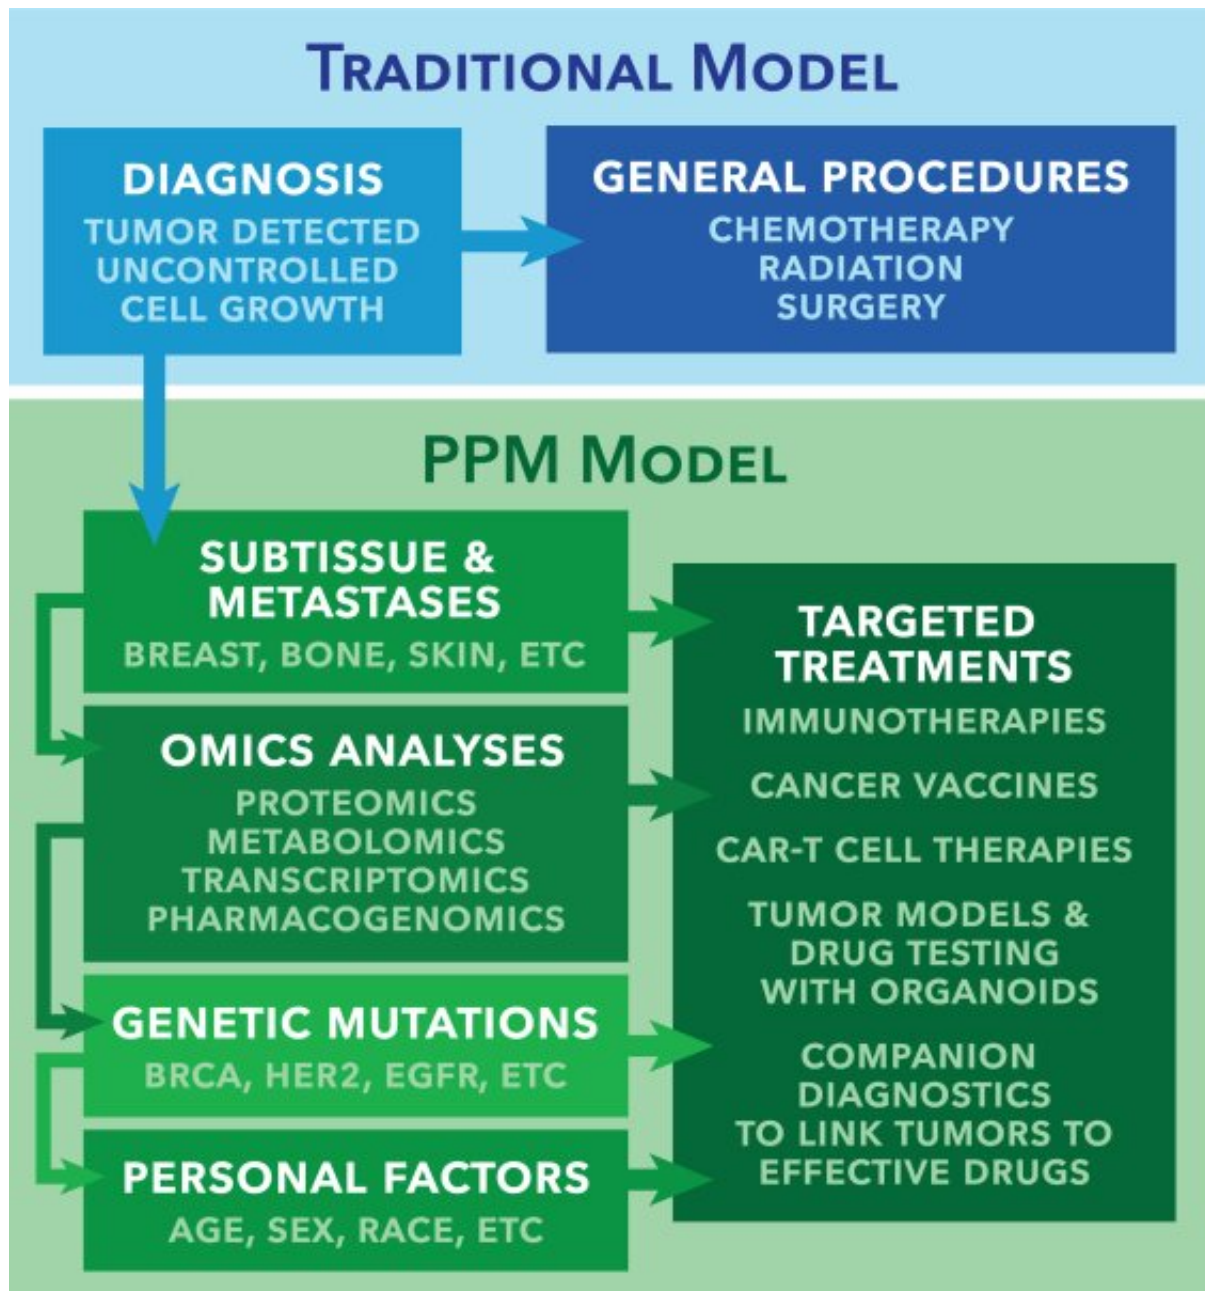 TRADITIONAL MODEL
DIAGNOSIS
TUMOR DETECTED
UNCONTROLLED
CELL GROWTH
GENERAL PROCEDURES
CHEMOTHERAPY
RADIATION
SURGERY
PPM MODEL
SUBTISSUE &
METASTASES
BREAST, BONE, SKIN, ETC
OMICS ANALYSES
PROTEOMICS
METABOLOMICS
TRANSCRIPTOMICS
PHARMACOGENOMICS
GENETIC MUTATIONS
BRCA, HER2, EGFR, ETC
PERSONAL FACTORS
AGE, SEX, RACE, ETC
TARGETED
TREATMENTS
IMMUNOTHERAPIES
CANCER VACCINES
CAR-T CELL THERAPIES
TUMOR MODELS &
DRUG TESTING
WITH ORGANOIDS
COMPANION
DIAGNOSTICS
TO LINK TUMORS TO
EFFECTIVE DRUGS